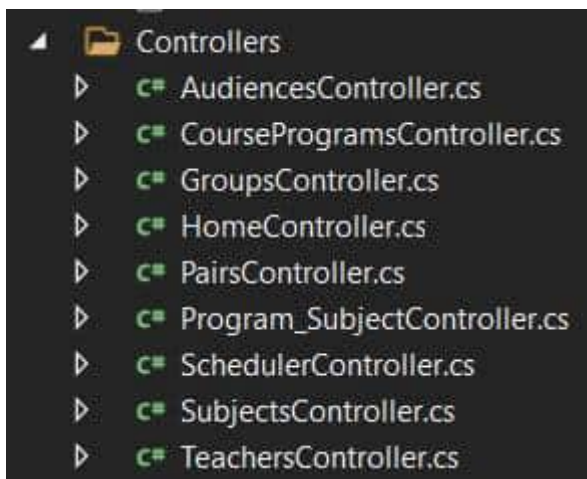 Controllers
C# AudiencesController.cs
C# CourseProgramsController.cs
C# GroupsController.cs
C# HomeController.cs
C# PairsController.cs
C# Program_SubjectController.cs
C# SchedulerController.cs
C# SubjectsController.cs
C# TeachersController.cs